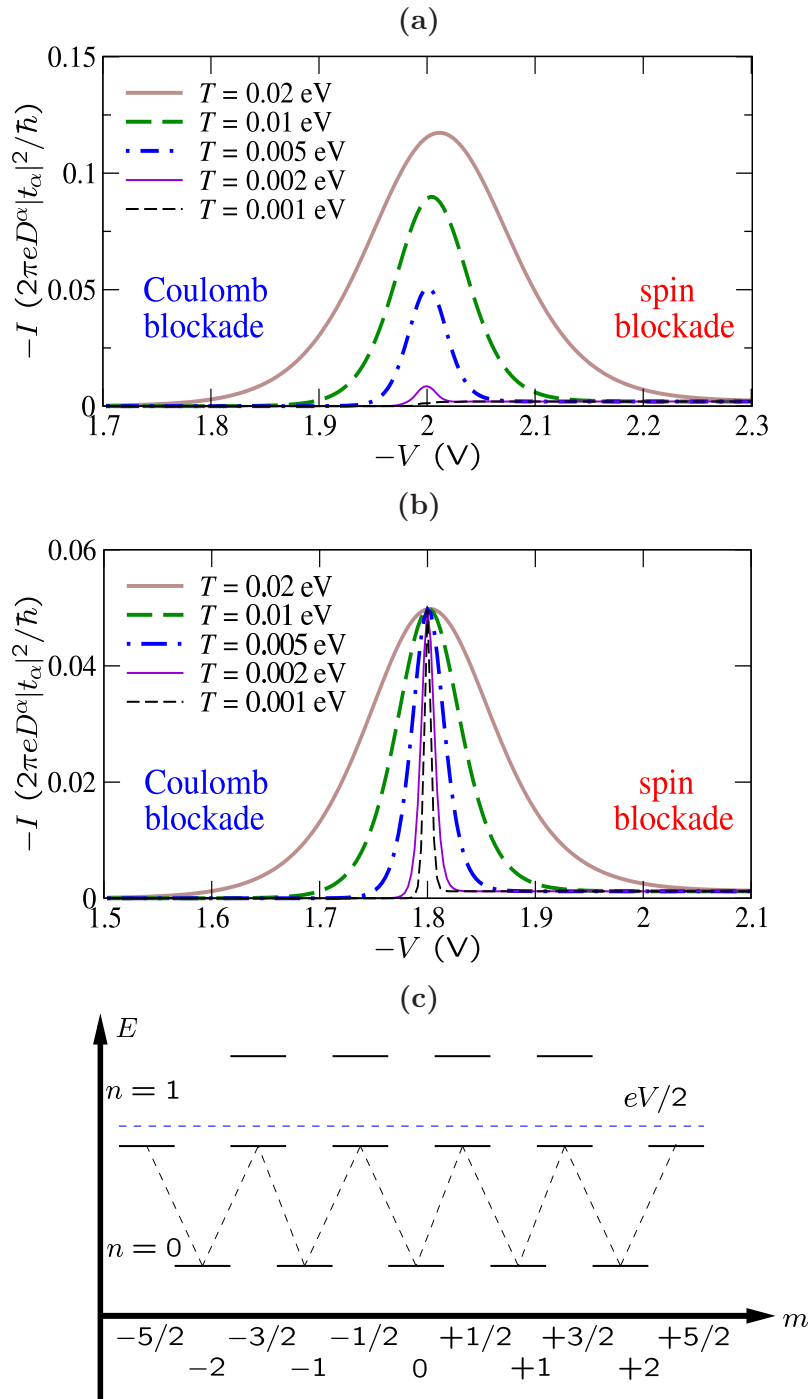 (a)
0.15
T = 0.02 eV
T = 0.01 eV
T = 0.005 eV
T = 0.002 eV
T = 0.001 eV
0.1
0.05
0
−I (2πeD^α|t_α|²/ħ)
Coulomb
blockade
spin
blockade
1.7 1.8 1.9 2 2.1 2.2 2.3
−V (V)
(b)
0.06
T = 0.02 eV
T = 0.01 eV
T = 0.005 eV
T = 0.002 eV
T = 0.001 eV
0.04
0.02
0
−I (2πeD^α|t_α|²/ħ)
Coulomb
blockade
spin
blockade
1.5 1.6 1.7 1.8 1.9 2 2.1
−V (V)
(c)
E
n = 1
eV/2
n = 0
m
−5/2 −3/2 −1/2 +1/2 +3/2 +5/2
−2 −1 0 +1 +2